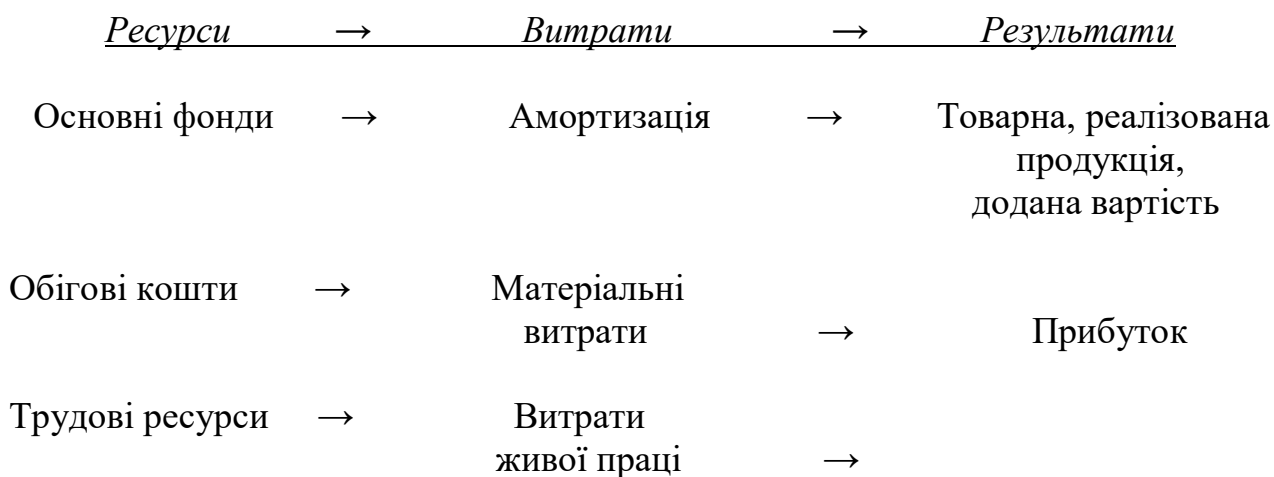 Ресурси → Витрати → Результати
Основні фонди → Амортизація → Товарна, реалізована
продукція,
додана вартість
Обігові кошти → Матеріальні
витрати → Прибуток
Трудові ресурси → Витрати
живої праці →